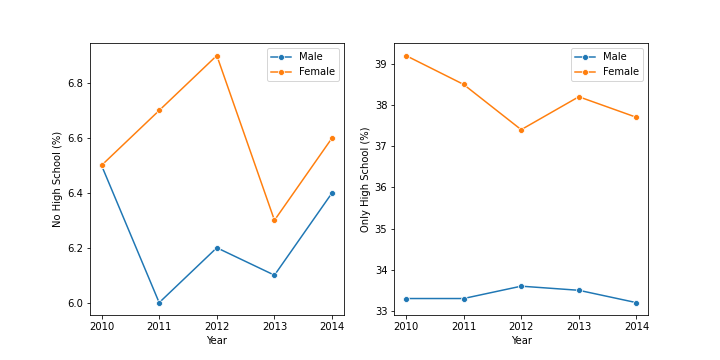 No High School (%)
6.8
6.6
6.4
6.2
6.0
Male
Female
2010 2011 2012 2013 2014
Year
Only High School (%)
39
38
37
36
35
34
33
Male
Female
2010 2011 2012 2013 2014
Year